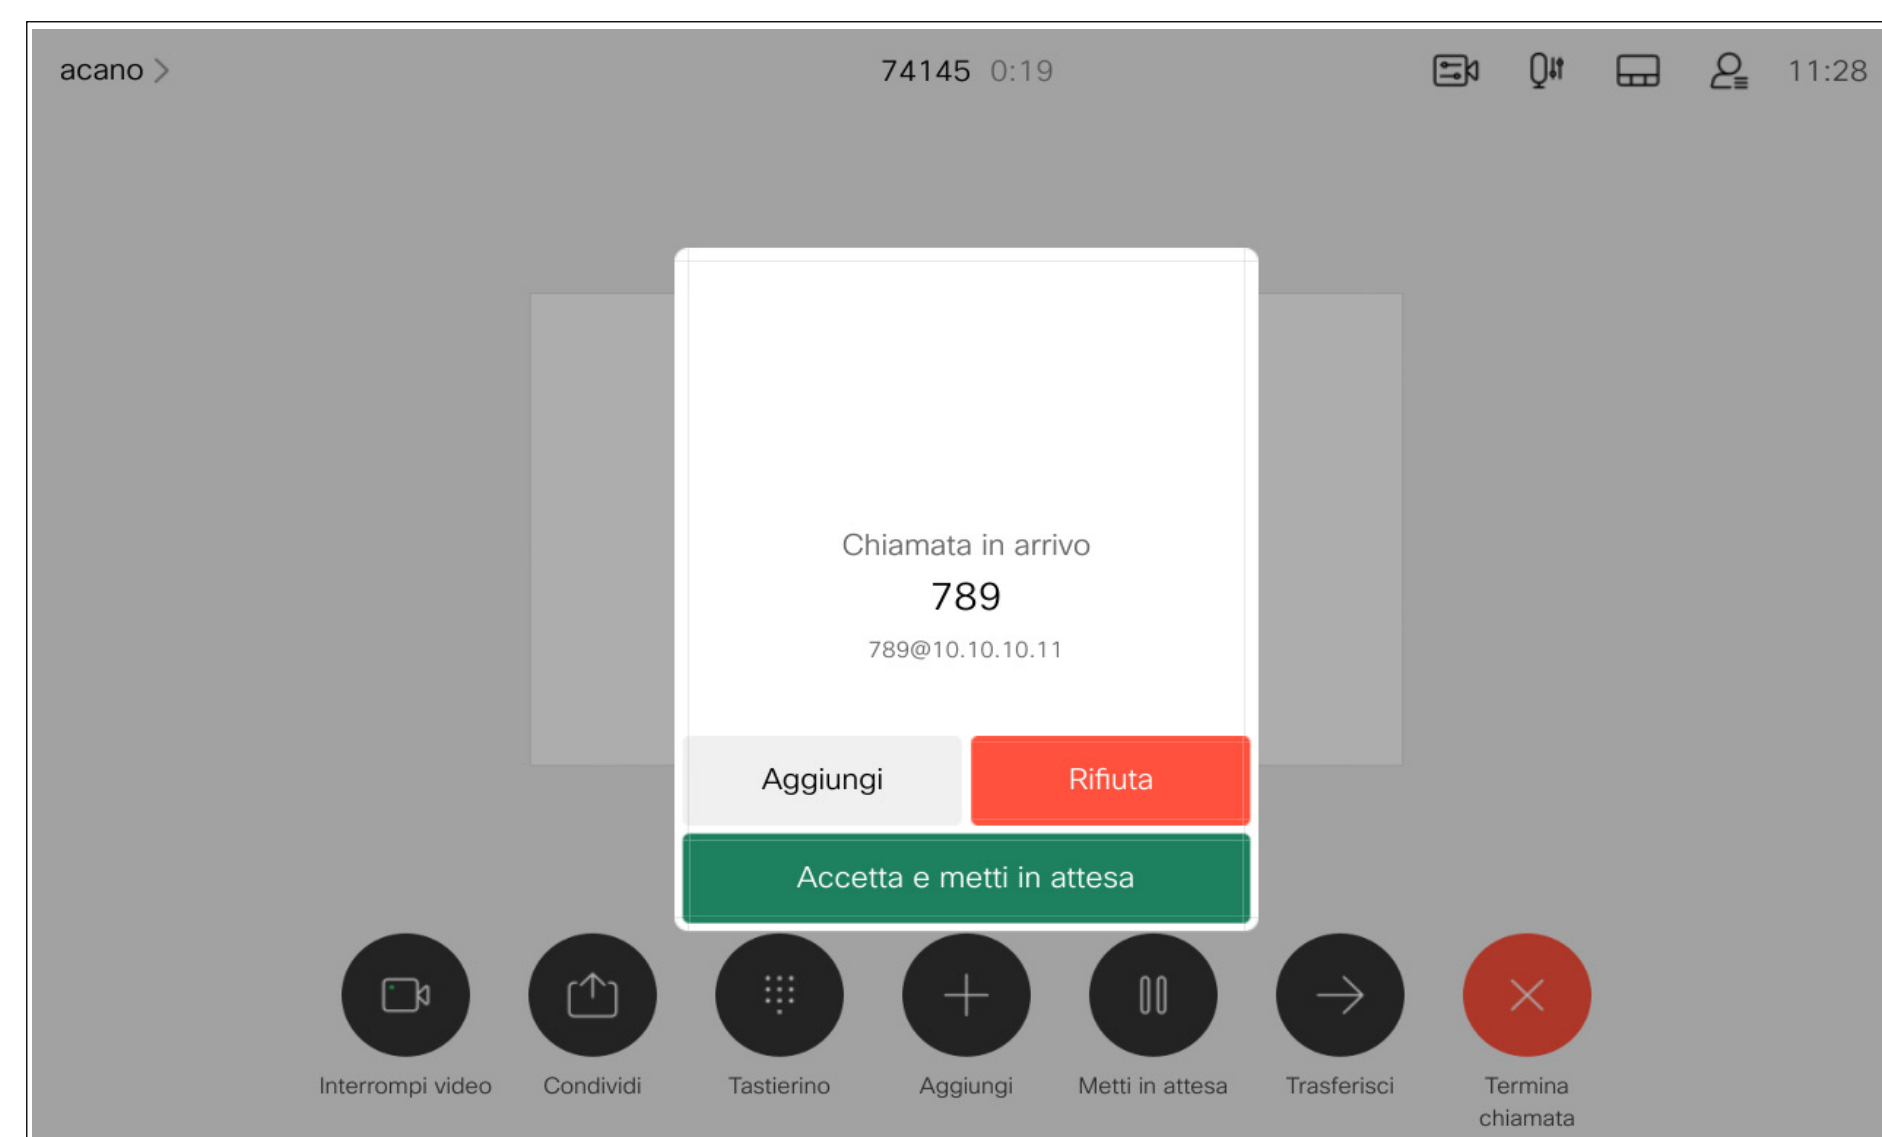 acano
74145 0:19
11:28
Chiamata in arrivo
789
789@10.10.10.11
Aggiungi
Rifiuta
Accetta e metti in attesa
Interrompi video
Condividi
Tastierino
Aggiungi
Metti in attesa
Trasferisci
Termina
chiamata